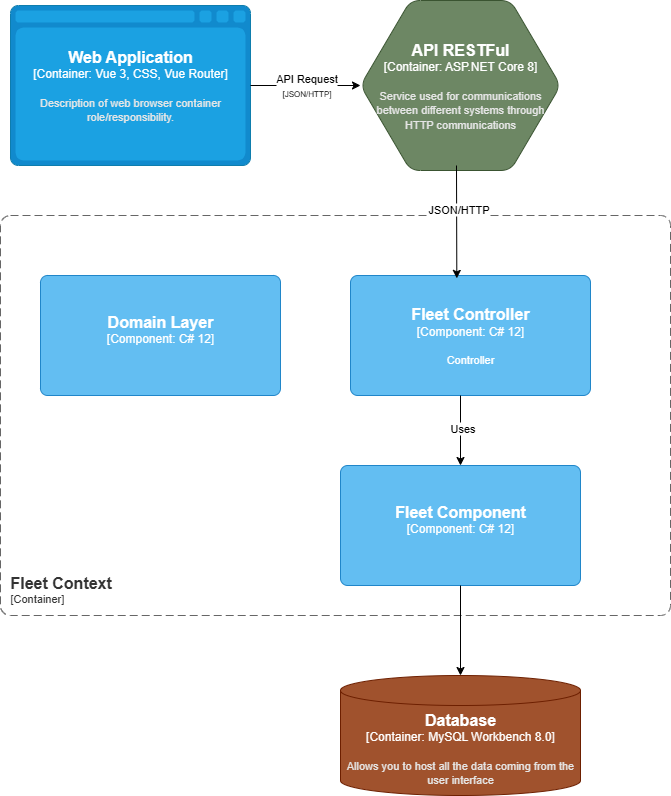 Web Application
[Container: Vue 3, CSS, Vue Router]
Description of web browser container
role/responsibility.
API Request
[JSON/HTTP]
API RESTFul
[Container: ASP.NET Core 8]
Service used for communications
between different systems through
HTTP communications
JSON/HTTP
Domain Layer
[Component: C# 12]
Fleet Controller
[Component: C# 12]
Controller
Uses
Fleet Component
[Component: C# 12]
Fleet Context
[Container]
Database
[Container: MySQL Workbench 8.0]
Allows you to host all the data coming from the
user interface